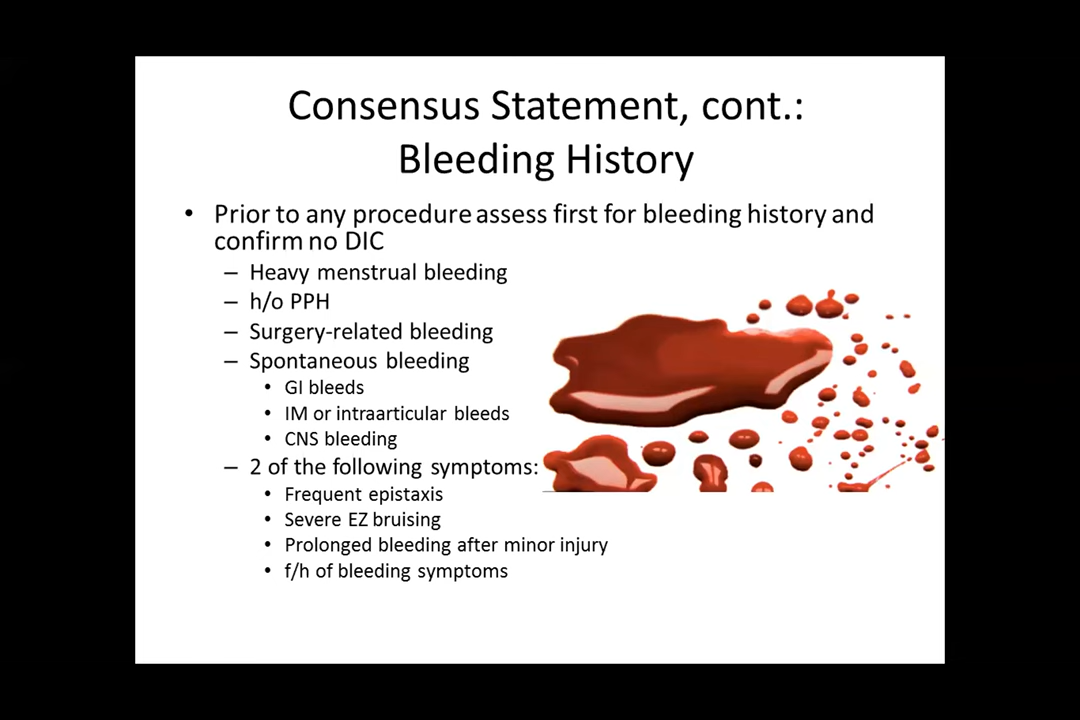 Consensus Statement, cont.:
Bleeding History
• Prior to any procedure assess first for bleeding history and
confirm no DIC
– Heavy menstrual bleeding
– h/o PPH
– Surgery-related bleeding
– Spontaneous bleeding
• GI bleeds
• IM or intraarticular bleeds
• CNS bleeding
– 2 of the following symptoms:
• Frequent epistaxis
• Severe EZ bruising
• Prolonged bleeding after minor injury
• f/h of bleeding symptoms